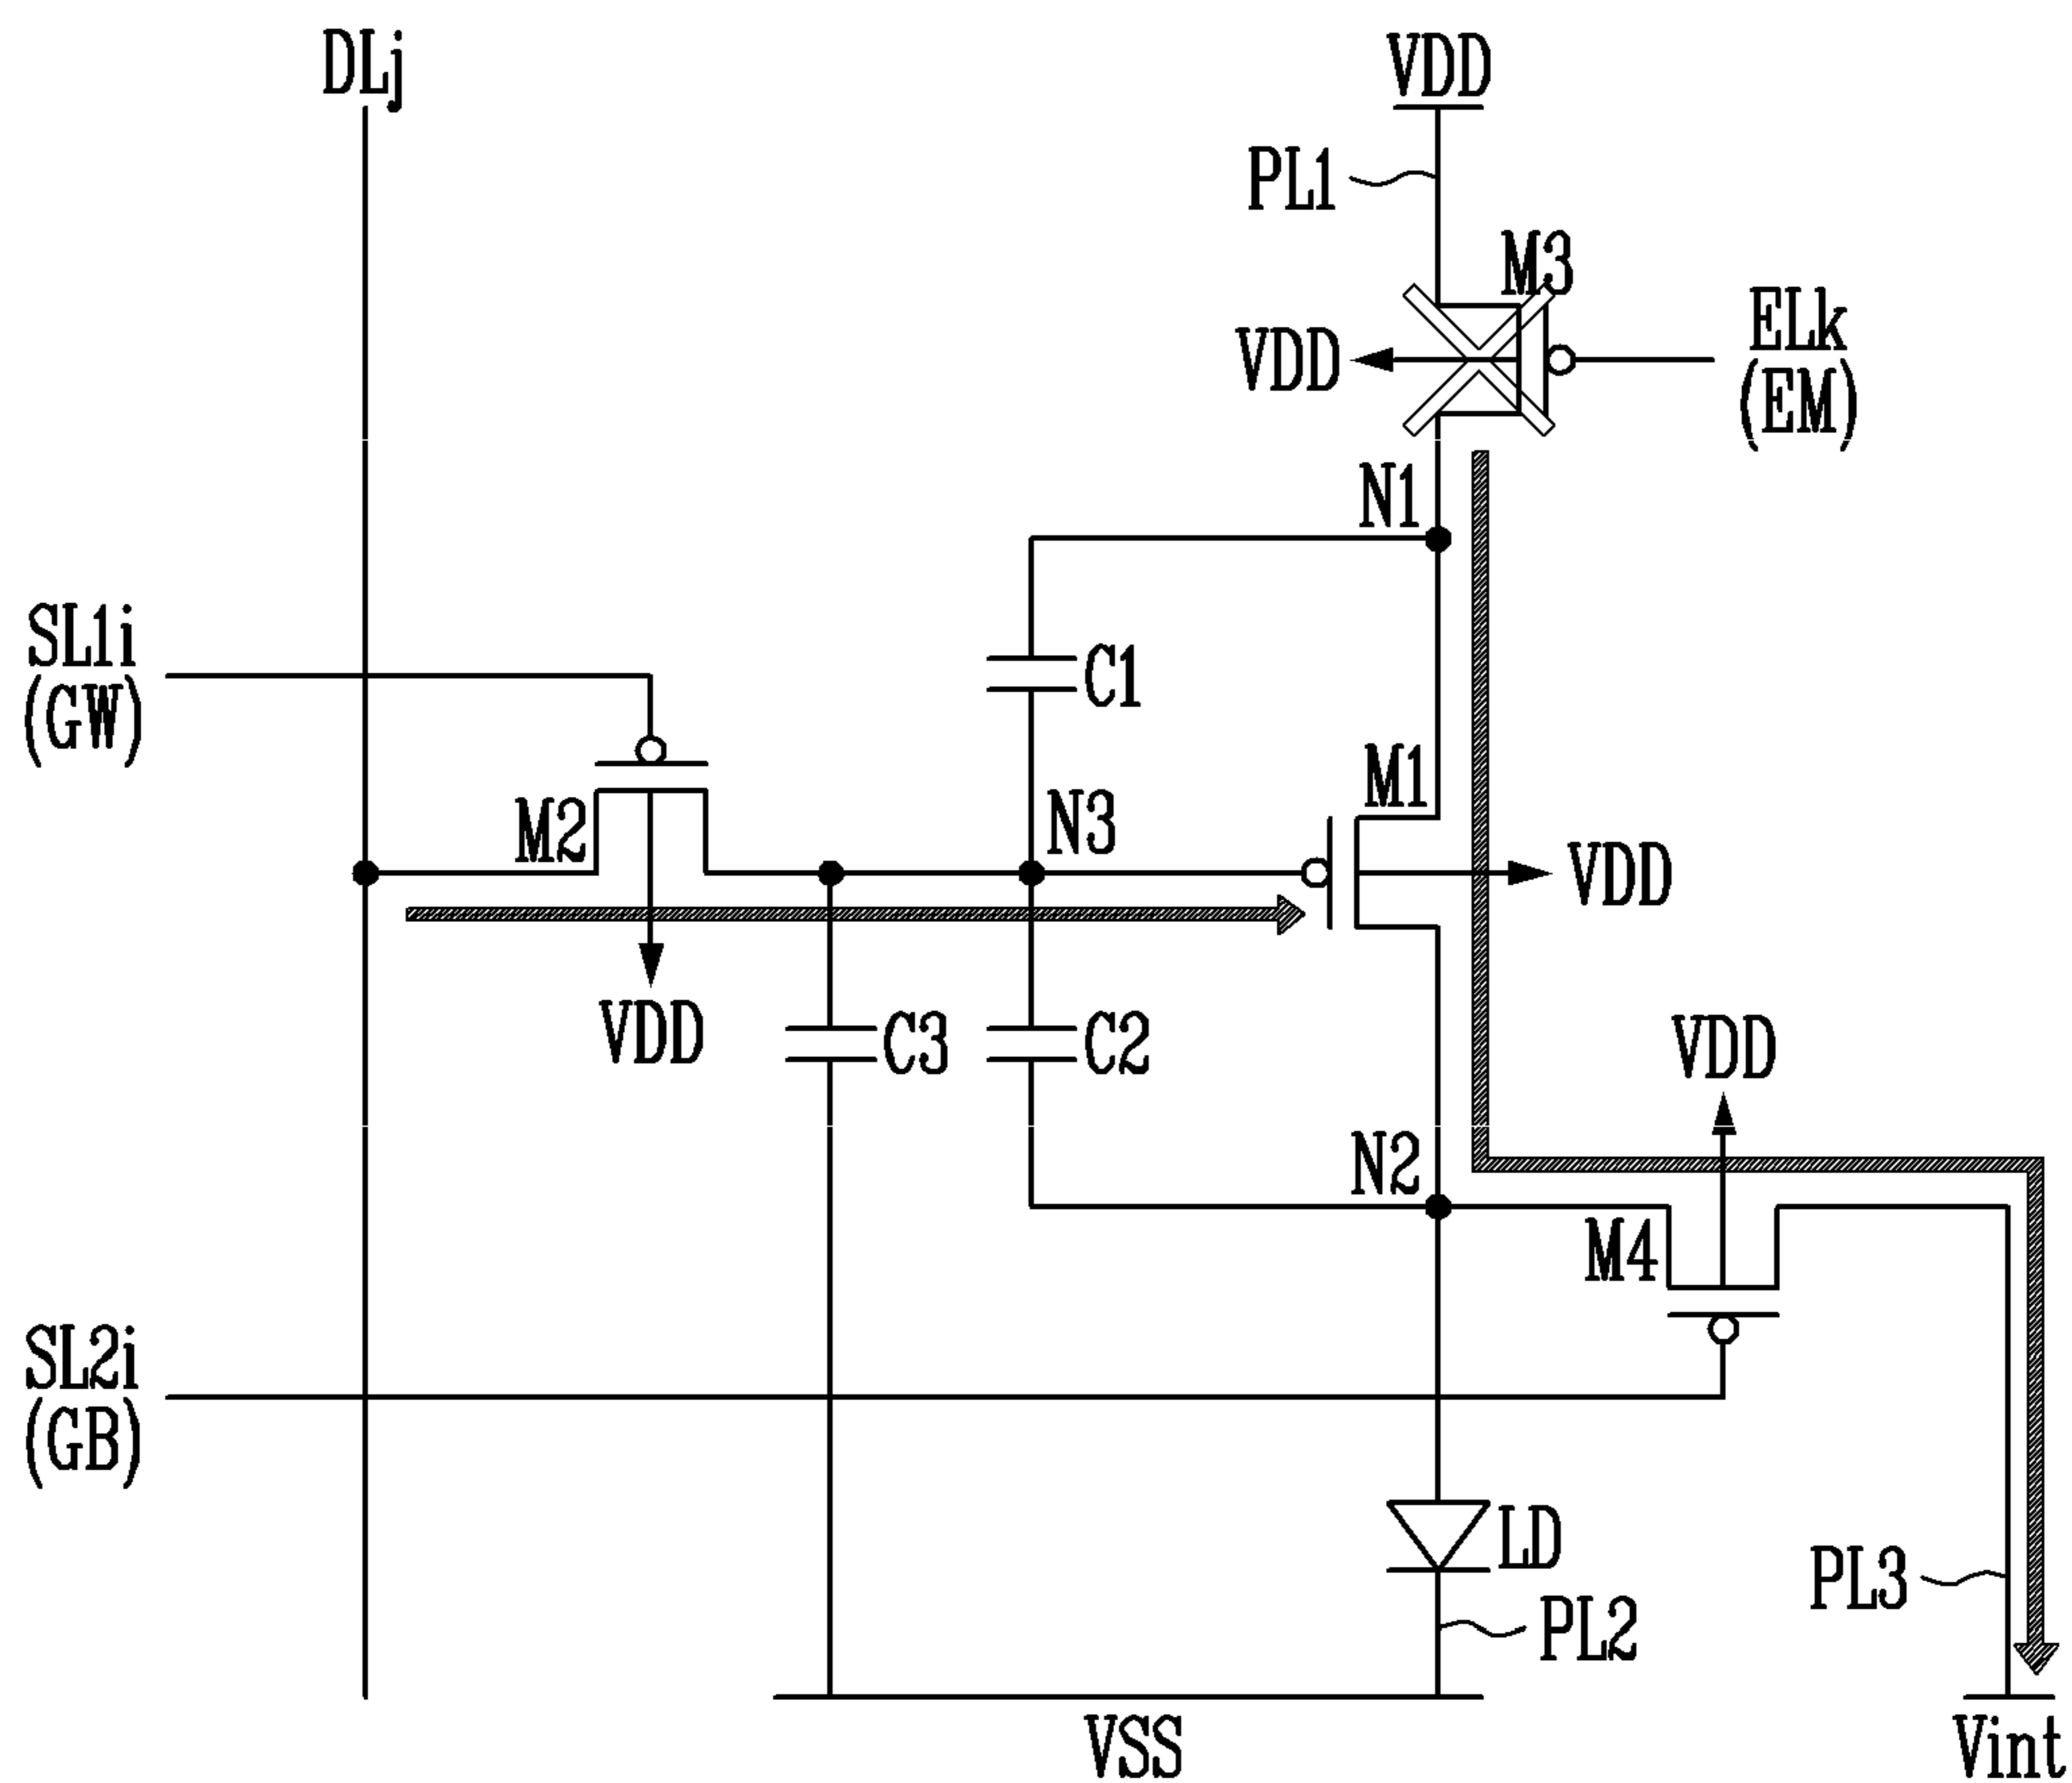 DLj
VDD
PL1
M3
VDD
ELk
(EM)
N1
SL1i
(GW)
C1
M1
M2
N3
VDD
VDD
C3
C2
VDD
N2
M4
SL2i
(GB)
LD
PL3
PL2
VSS
Vint